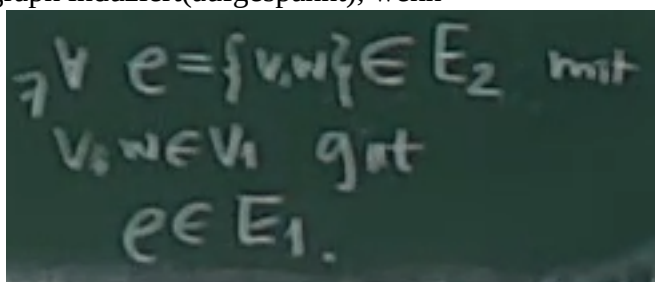 graph induziert(aufgespannt), wenn
∀ e={v,w}∈ E₂ mit
v,w∈V₁ gilt
e∈ E₁.